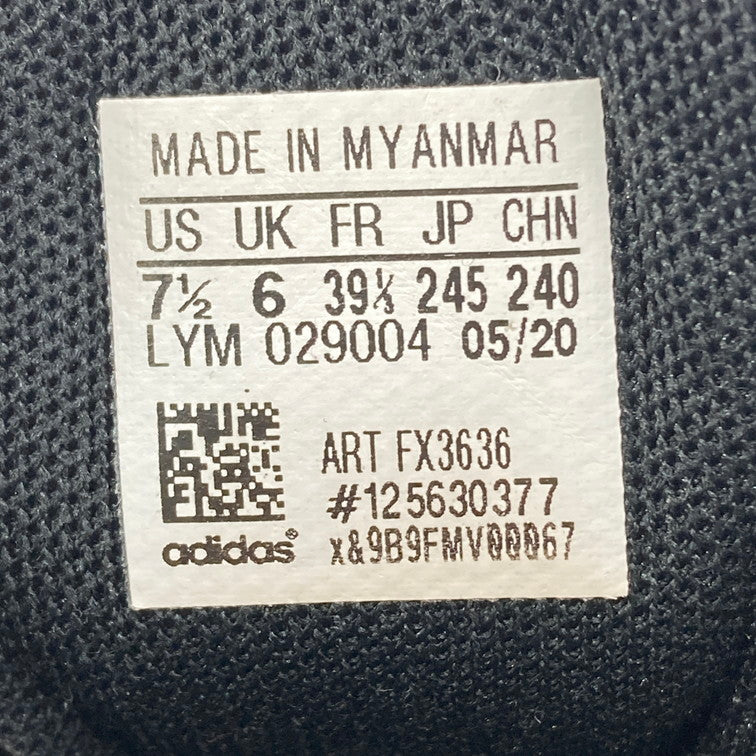 MADE IN MYANMAR
US UK FR JP CHN
7½ 6 39⅓ 245 240
LYM 029004 05/20
ART FX3636
#125630377
adidas® x&9B9FMV00067